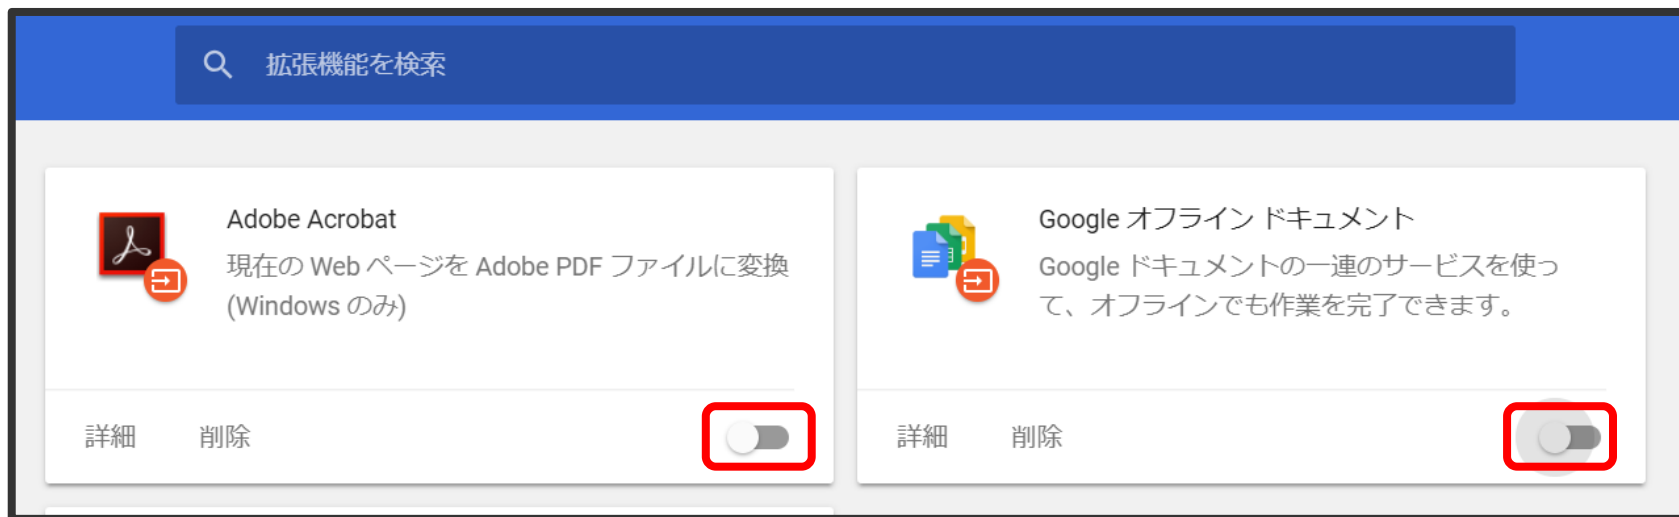 拡張機能を検索
Adobe Acrobat
現在の Web ページを Adobe PDF ファイルに変換
(Windows のみ)
詳細 削除
Google オフライン ドキュメント
Google ドキュメントの一連のサービスを使っ
て、オフラインでも作業を完了できます。
詳細 削除